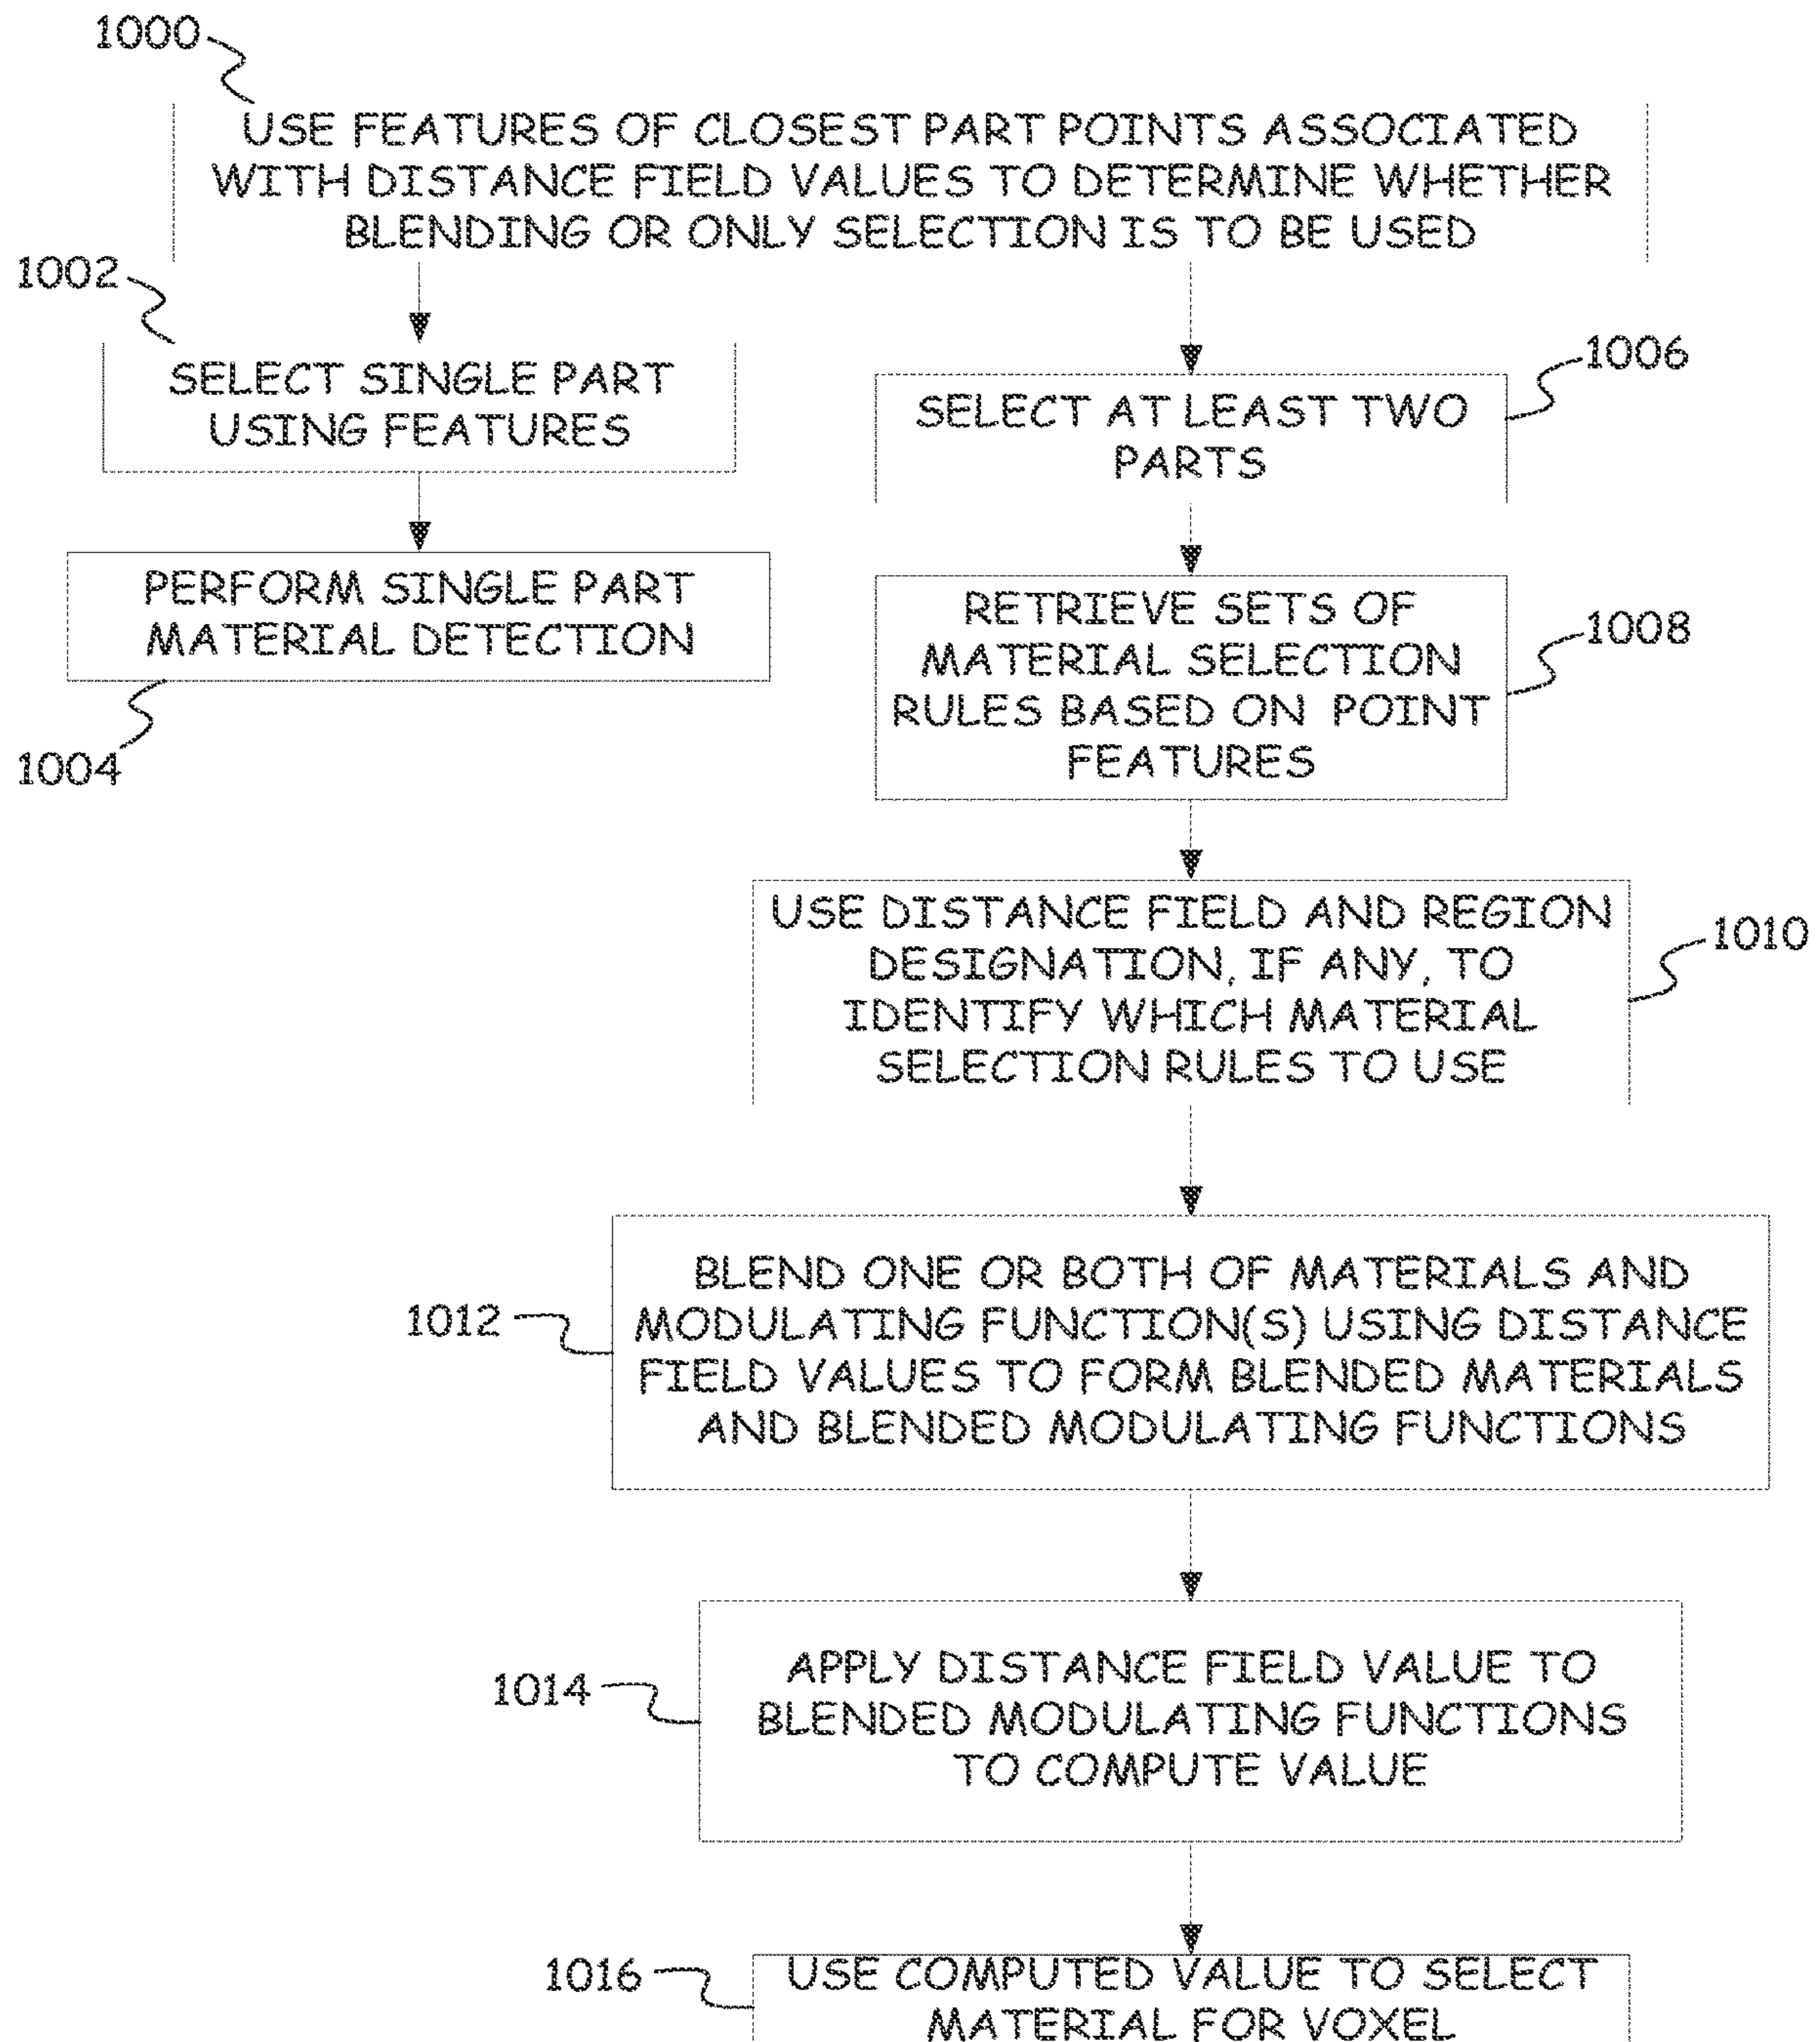 1000
USE FEATURES OF CLOSEST PART POINTS ASSOCIATED
WITH DISTANCE FIELD VALUES TO DETERMINE WHETHER
BLENDING OR ONLY SELECTION IS TO BE USED
1002
SELECT SINGLE PART
USING FEATURES
PERFORM SINGLE PART
MATERIAL DETECTION
1004
1006
SELECT AT LEAST TWO
PARTS
RETRIEVE SETS OF
MATERIAL SELECTION
RULES BASED ON POINT
FEATURES
1008
USE DISTANCE FIELD AND REGION
DESIGNATION, IF ANY, TO
IDENTIFY WHICH MATERIAL
SELECTION RULES TO USE
1010
BLEND ONE OR BOTH OF MATERIALS AND
MODULATING FUNCTION(S) USING DISTANCE
FIELD VALUES TO FORM BLENDED MATERIALS
AND BLENDED MODULATING FUNCTIONS
1012
APPLY DISTANCE FIELD VALUE TO
BLENDED MODULATING FUNCTIONS
TO COMPUTE VALUE
1014
USE COMPUTED VALUE TO SELECT
MATERIAL FOR VOXEL
1016